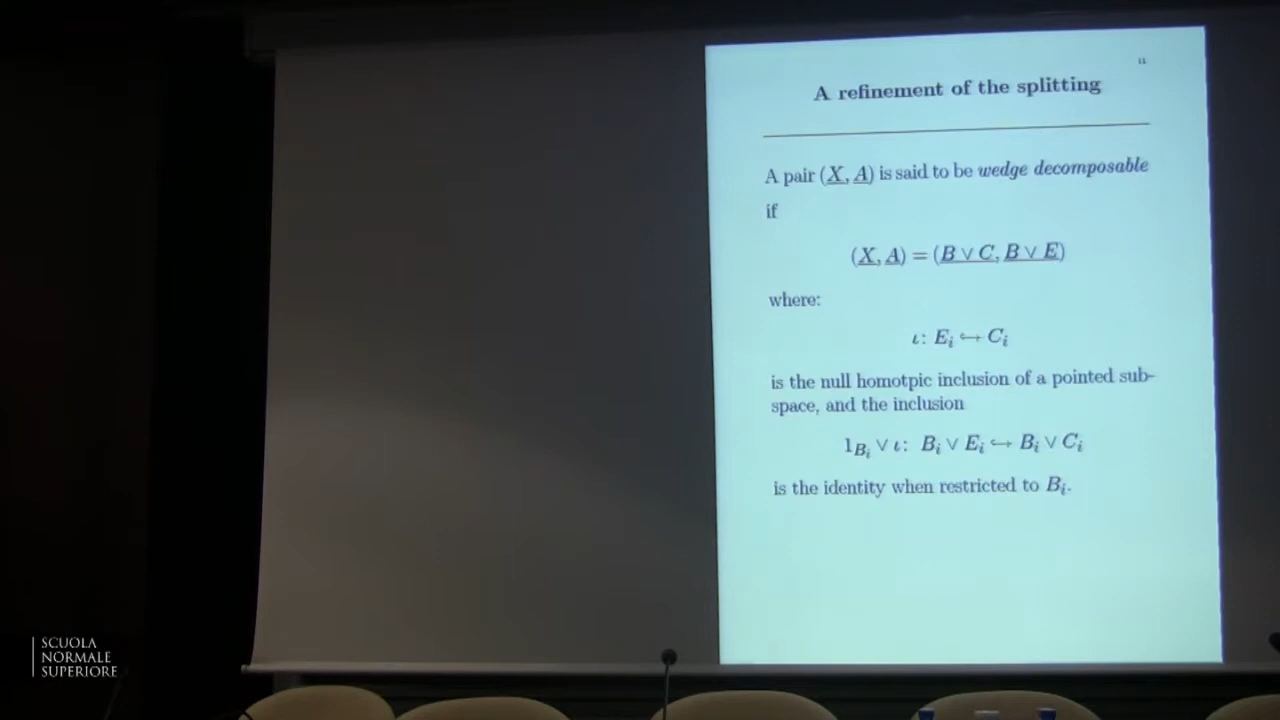 11
A refinement of the splitting
A pair (X, A) is said to be wedge decomposable
if
(X, A) = (B ∨ C, B ∨ E)
where:
ι: E_i ↪ C_i
is the null homotpic inclusion of a pointed sub-
space, and the inclusion
1_{B_i} ∨ ι: B_i ∨ E_i ↪ B_i ∨ C_i
is the identity when restricted to B_i.
SCUOLA
NORMALE
SUPERIORE